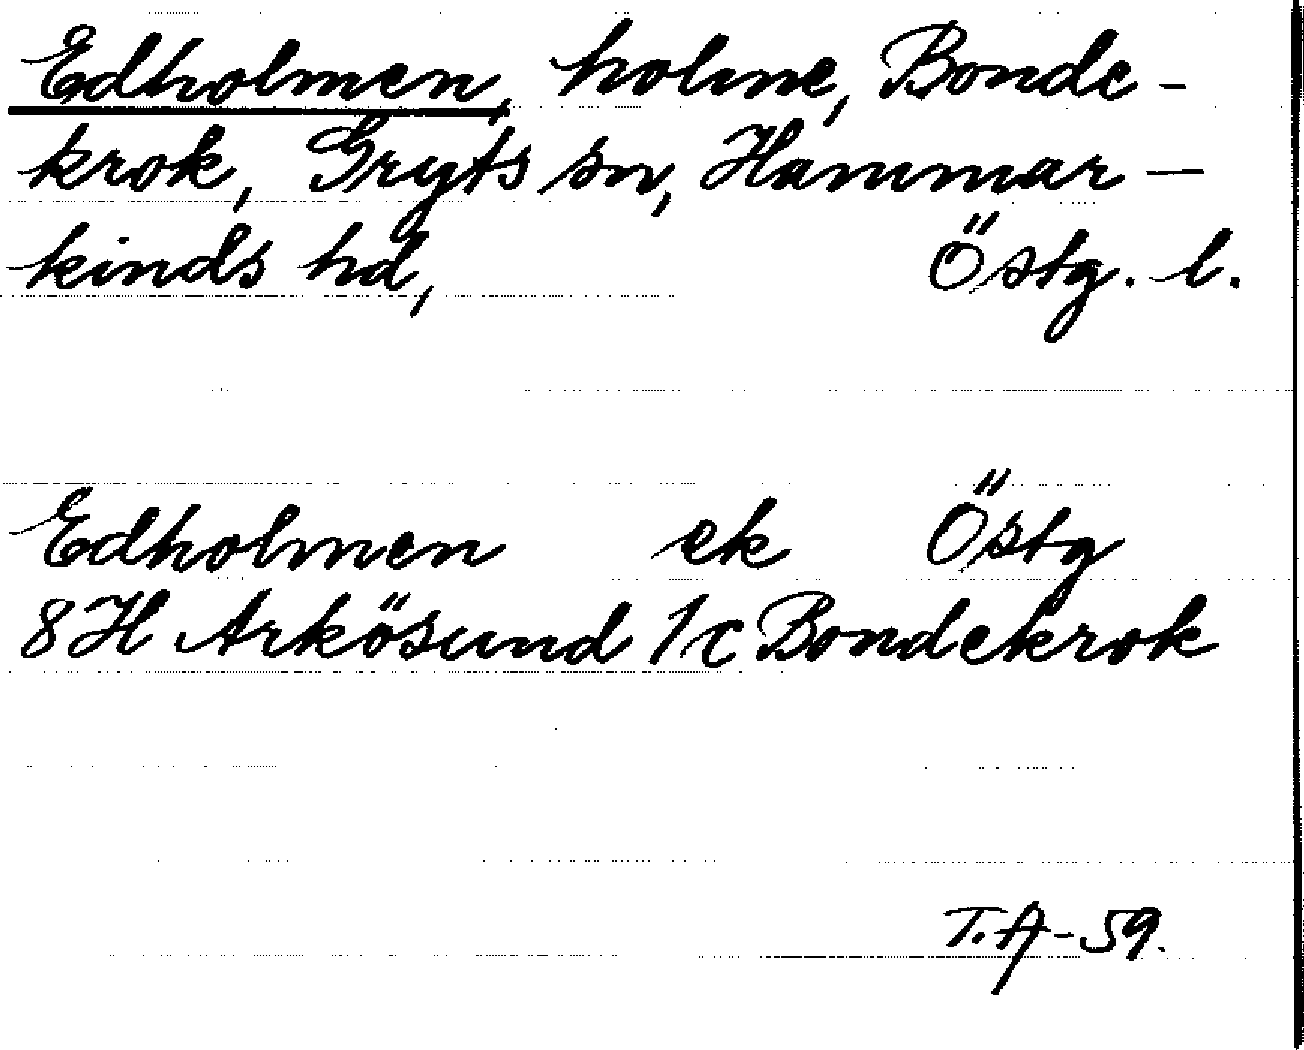 Edholmen, holme, Bonde-
krok, Gryts sn, Hammar-
kinds hd, Östg. l.
Edholmen ek Östg
8H Arkösund 1c Bondekrok
T.A-59.